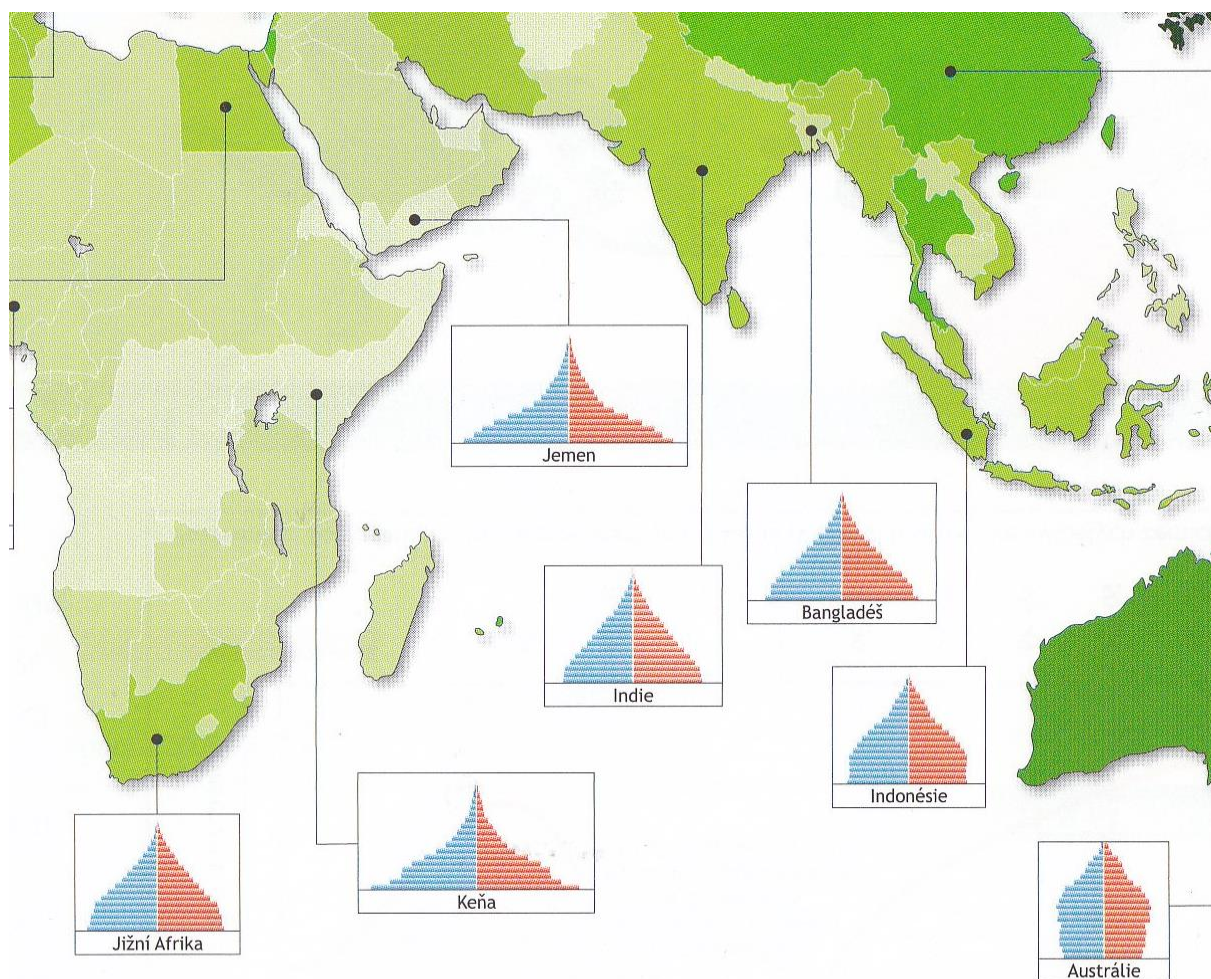 Jemen
Bangladéš
Indie
Indonésie
Keňa
Jižní Afrika
Austrálie